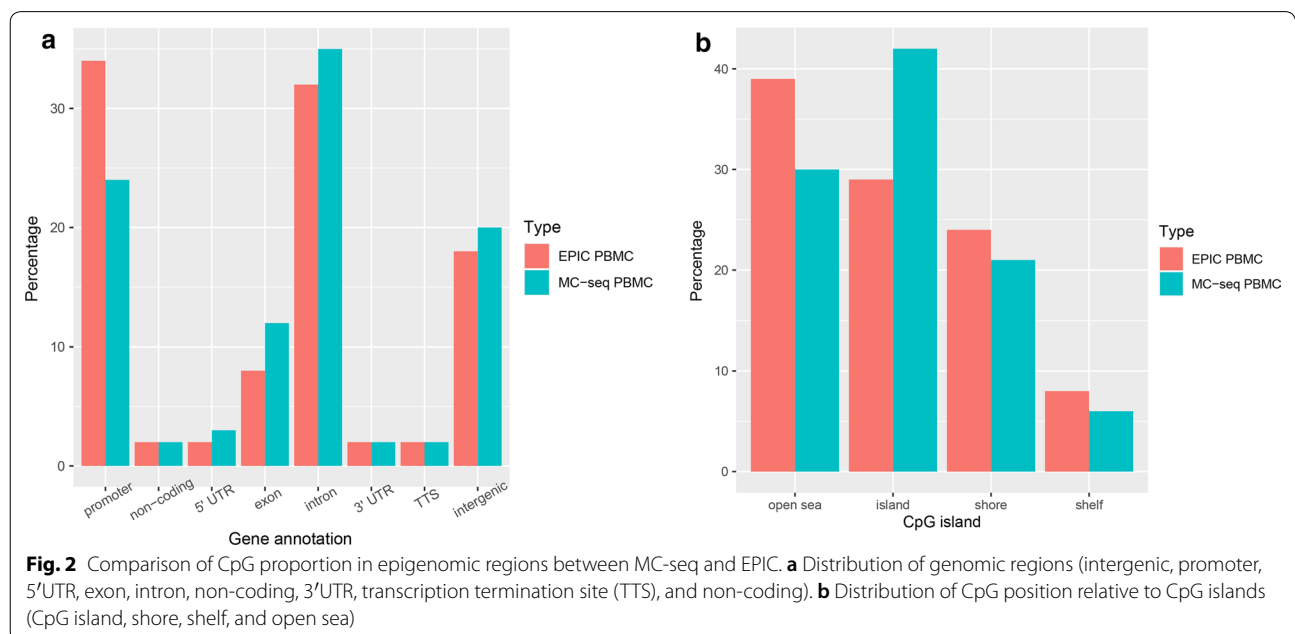 a
30
20
10
0
Percentage
promoter
non-coding
5' UTR
exon
intron
3' UTR
TTS
intergenic
Gene annotation
Type
EPIC PBMC
MC-seq PBMC
b
40
30
20
10
0
Percentage
open sea
island
shore
shelf
CpG island
Type
EPIC PBMC
MC-seq PBMC
Fig. 2 Comparison of CpG proportion in epigenomic regions between MC-seq and EPIC. a Distribution of genomic regions (intergenic, promoter,
5′UTR, exon, intron, non-coding, 3′UTR, transcription termination site (TTS), and non-coding). b Distribution of CpG position relative to CpG islands
(CpG island, shore, shelf, and open sea)